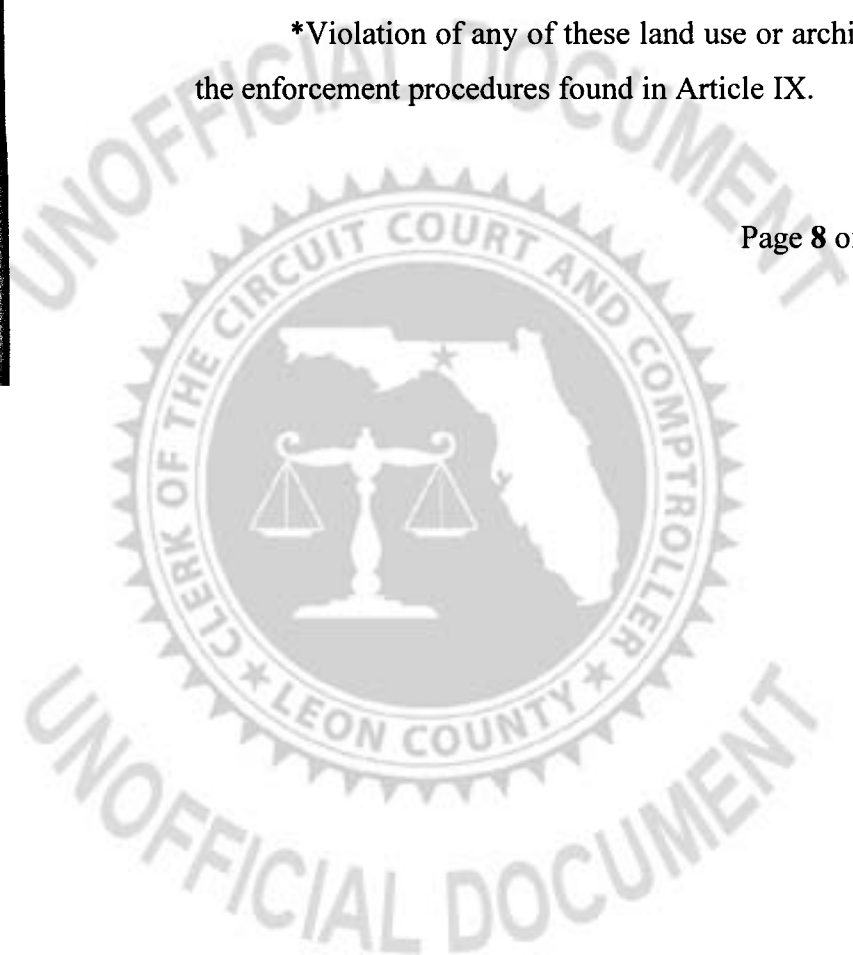 *Violation of any of these land use or archi
the enforcement procedures found in Article IX.
UNOFFICIAL DOCUMENT
Page 8 o
CLERK OF THE CIRCUIT COURT AND COMPTROLLER
★ LEON COUNTY ★
UNOFFICIAL DOCUMENT